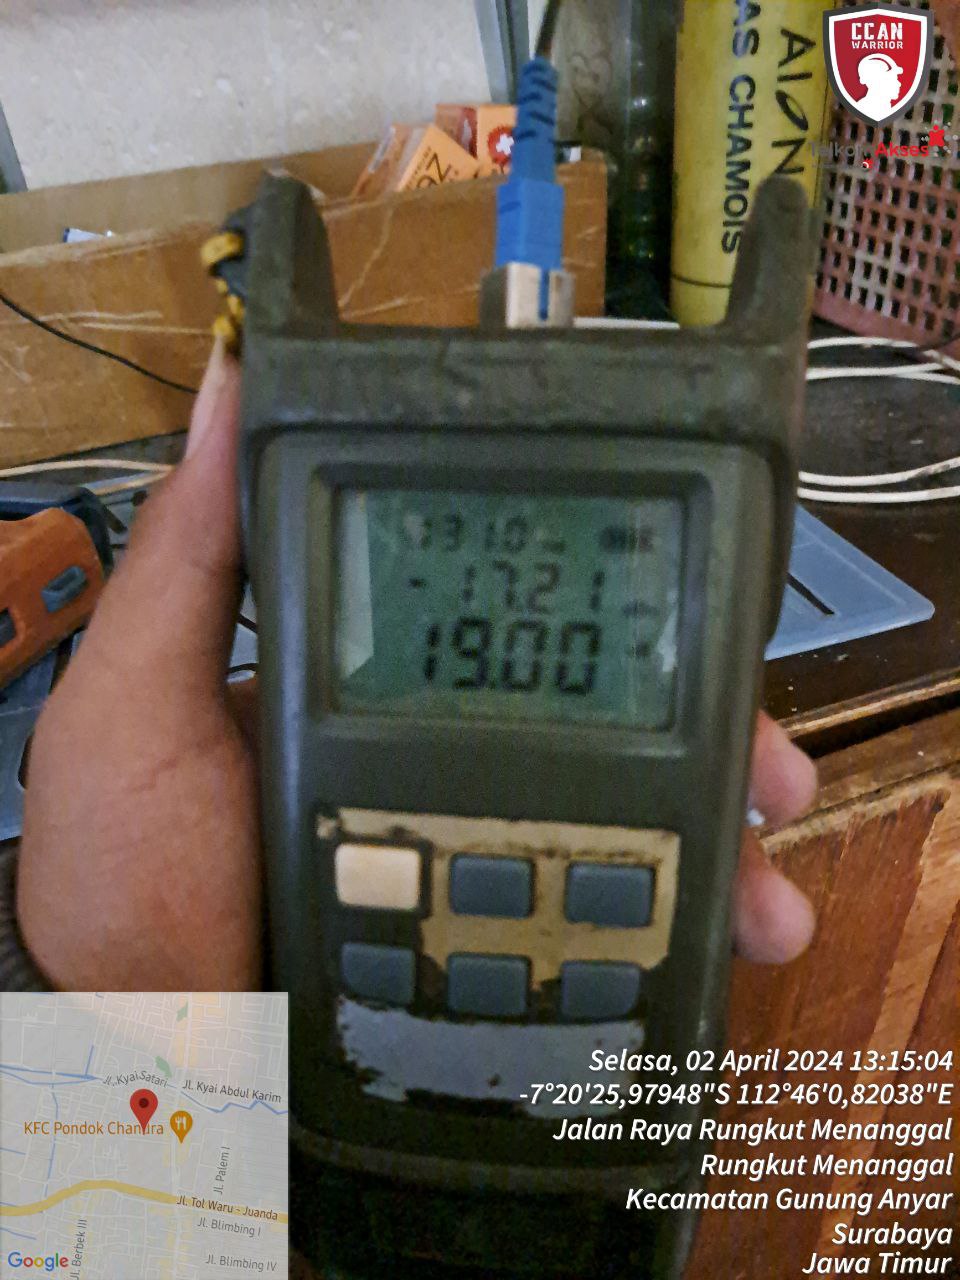 CCAN
WARRIOR
Telkom Akses
AION
AS CHAMOIS
1310
-17.21
19.00
Jl. Kyai Satari
Jl. Kyai Abdul Karim
KFC Pondok Chandra
Jl. Palem I
Jl. Tol Waru - Juanda
Jl. Blimbing I
Jl. Berbek III
Jl. Blimbing IV
Google
Selasa, 02 April 2024 13:15:04
-7°20'25,97948"S 112°46'0,82038"E
Jalan Raya Rungkut Menanggal
Rungkut Menanggal
Kecamatan Gunung Anyar
Surabaya
Jawa Timur